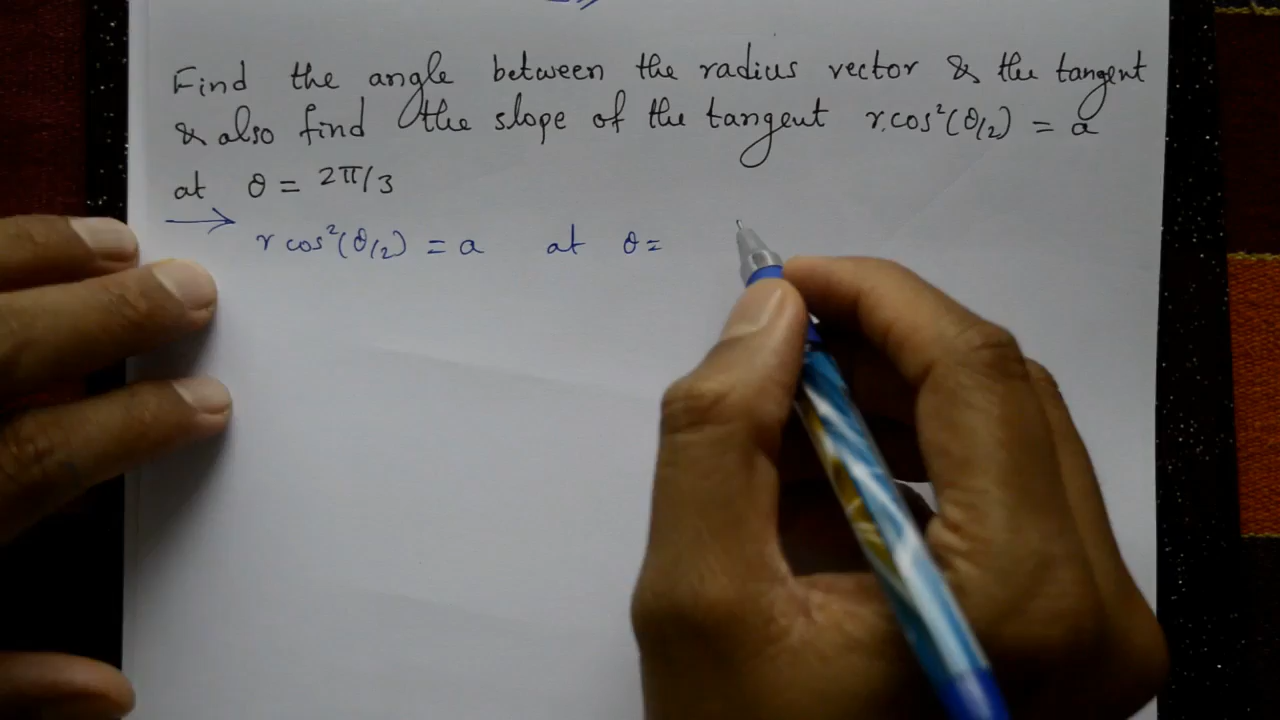 Find the angle between the radius vector & the tangent
& also find the slope of the tangent r.cos²(θ/2) = a
at θ = 2π/3
→ r cos²(θ/2) = a at θ =